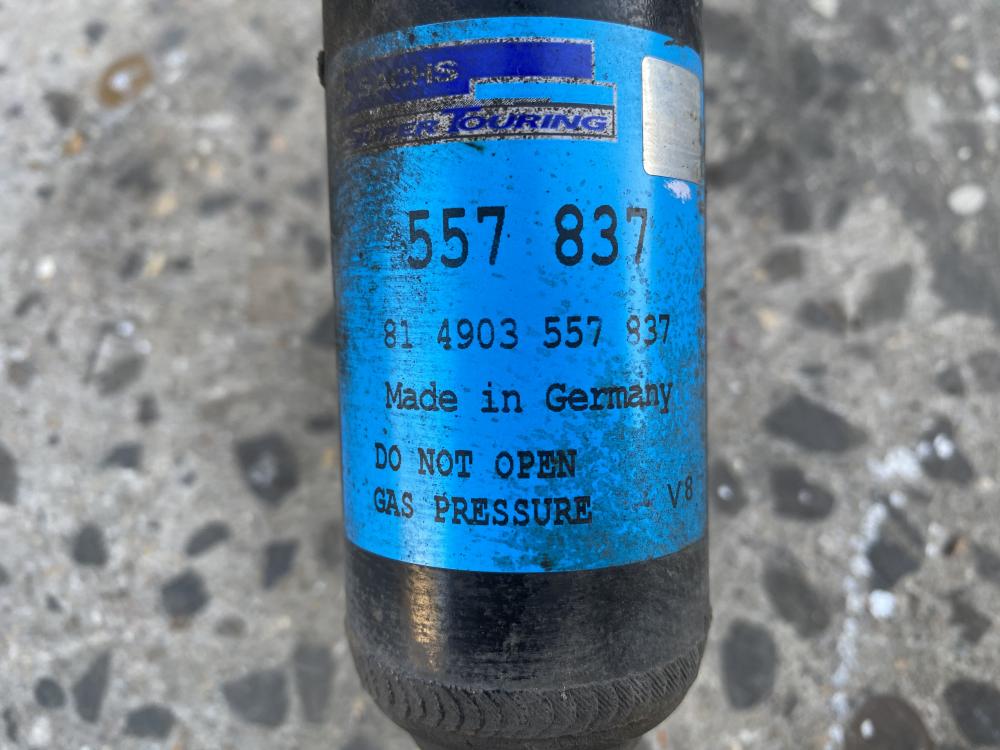 SACHS
SUPER TOURING
557 837
81 4903 557 837
Made in Germany
DO NOT OPEN
GAS PRESSURE V8